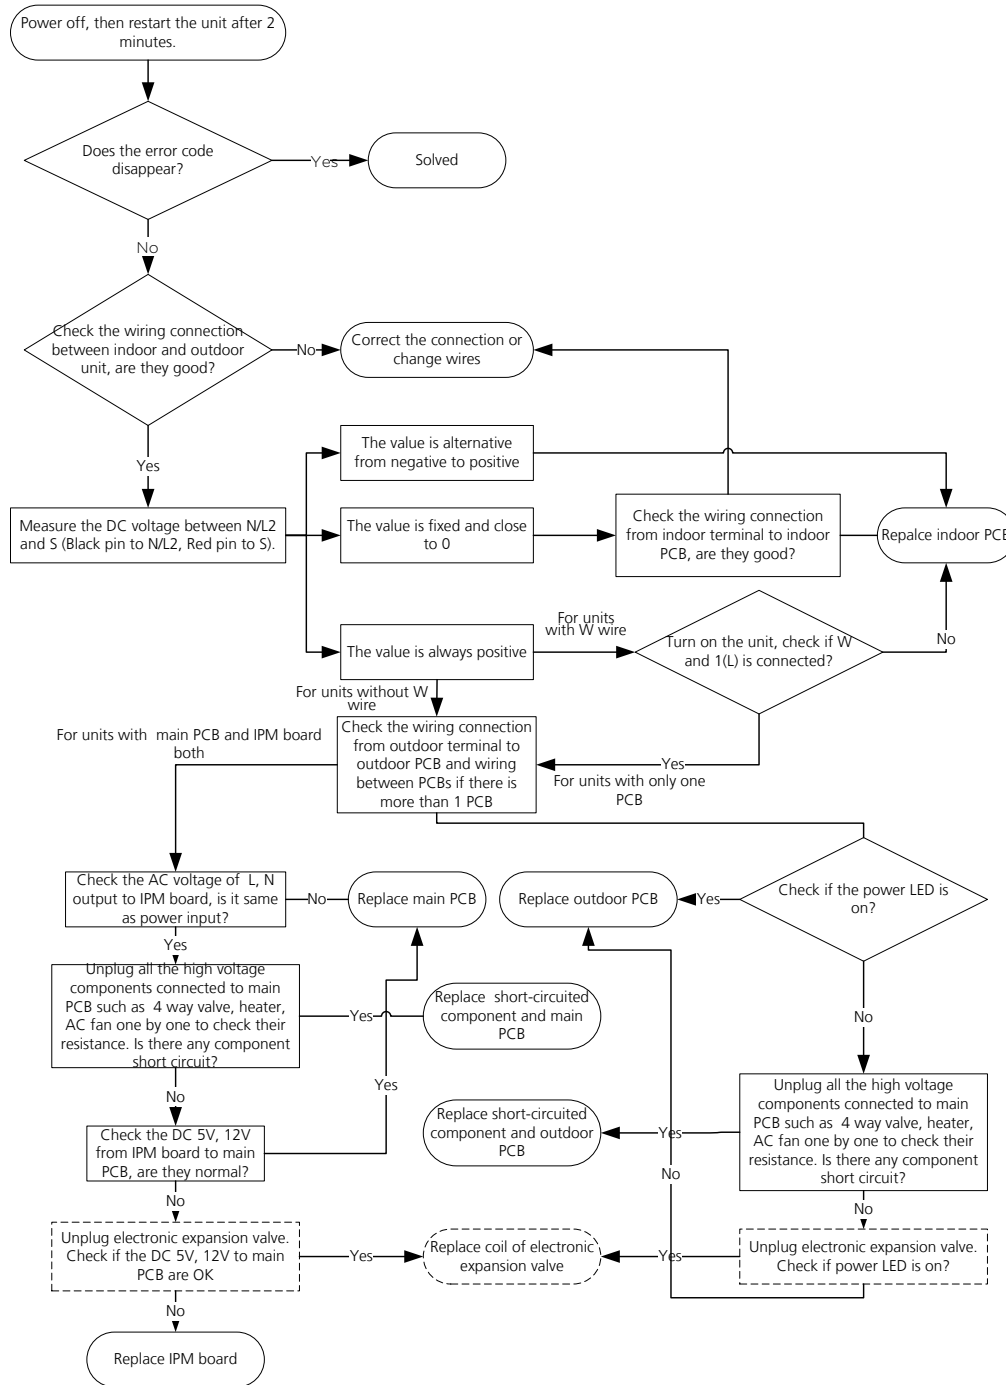 Power off, then restart the unit after 2
minutes.
Does the error code
disappear?
Yes
Solved
No
Check the wiring connection
between indoor and outdoor
unit, are they good?
No
Correct the connection or
change wires
Yes
The value is alternative
from negative to positive
Measure the DC voltage between N/L2
and S (Black pin to N/L2, Red pin to S).
The value is fixed and close
to 0
Check the wiring connection
from indoor terminal to indoor
PCB, are they good?
Repalce indoor PCB
The value is always positive
For units
with W wire
Turn on the unit, check if W
and 1(L) is connected?
No
For units without W
wire
For units with  main PCB and IPM board
both
Check the wiring connection
from outdoor terminal to
outdoor PCB and wiring
between PCBs if there is
more than 1 PCB
Yes
For units with only one
PCB
Check the AC voltage of  L, N
output to IPM board, is it same
as power input?
No
Replace main PCB
Replace outdoor PCB
Yes
Check if the power LED is
on?
Yes
Unplug all the high voltage
components connected to main
PCB such as  4 way valve, heater,
AC fan one by one to check their
resistance. Is there any component
short circuit?
Yes
Replace  short-circuited
component and main
PCB
No
No
Yes
Check the DC 5V, 12V
from IPM board to main
PCB, are they normal?
Replace short-circuited
component and outdoor
PCB
Yes
Unplug all the high voltage
components connected to main
PCB such as  4 way valve, heater,
AC fan one by one to check their
resistance. Is there any component
short circuit?
No
No
No
Unplug electronic expansion valve.
Check if the DC 5V, 12V to main
PCB are OK
Yes
Replace coil of electronic
expansion valve
Yes
Unplug electronic expansion valve.
Check if power LED is on?
No
Replace IPM board